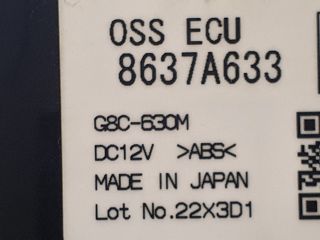 OSS ECU
8637A633
G8C-630M
DC12V >ABS<
MADE IN JAPAN
Lot No.22X3D1